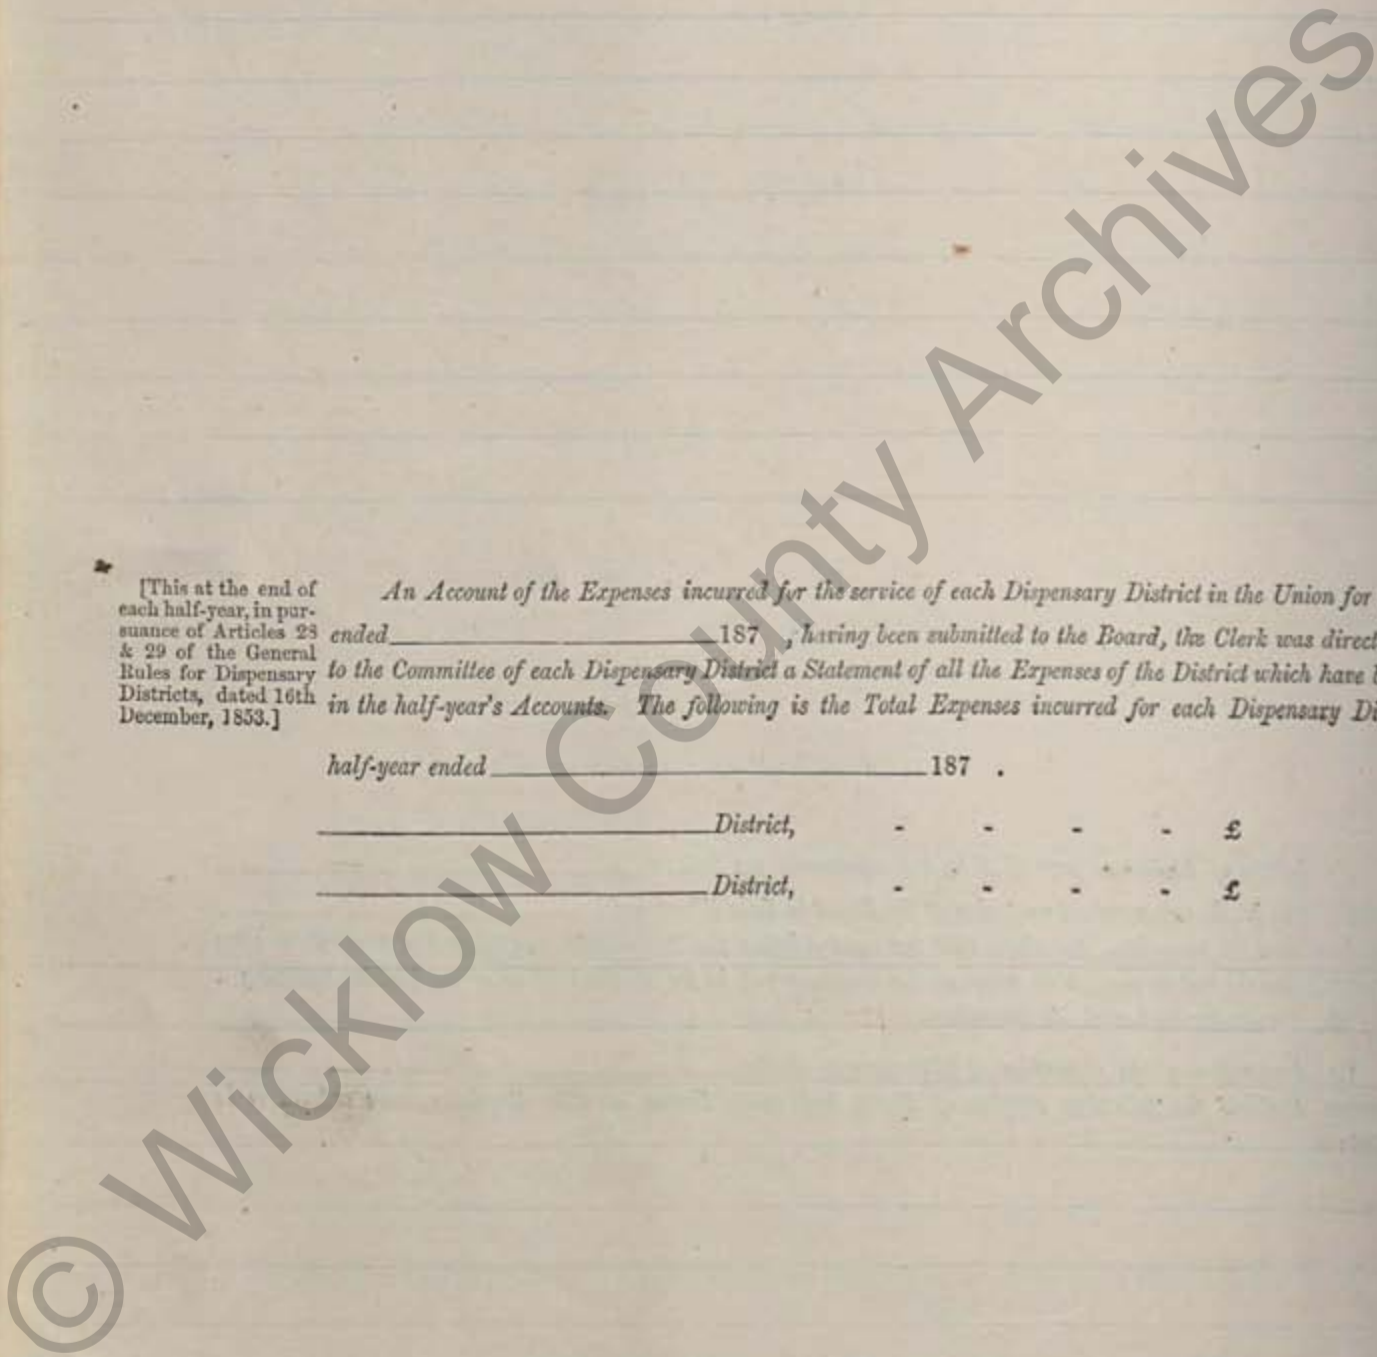 [This at the end of
each half-year, in pur-
suance of Articles 28
& 29 of the General
Rules for Dispensary
Districts, dated 16th
December, 1853.]
An Account of the Expenses incurred for the service of each Dispensary District in the Union for
ended 187 , having been submitted to the Board, the Clerk was direct
to the Committee of each Dispensary District a Statement of all the Expenses of the District which have
in the half-year's Accounts. The following is the Total Expenses incurred for each Dispensary Di
half-year ended 187 .
District, - - - - £
District, - - - - £
© Wicklow County Archives